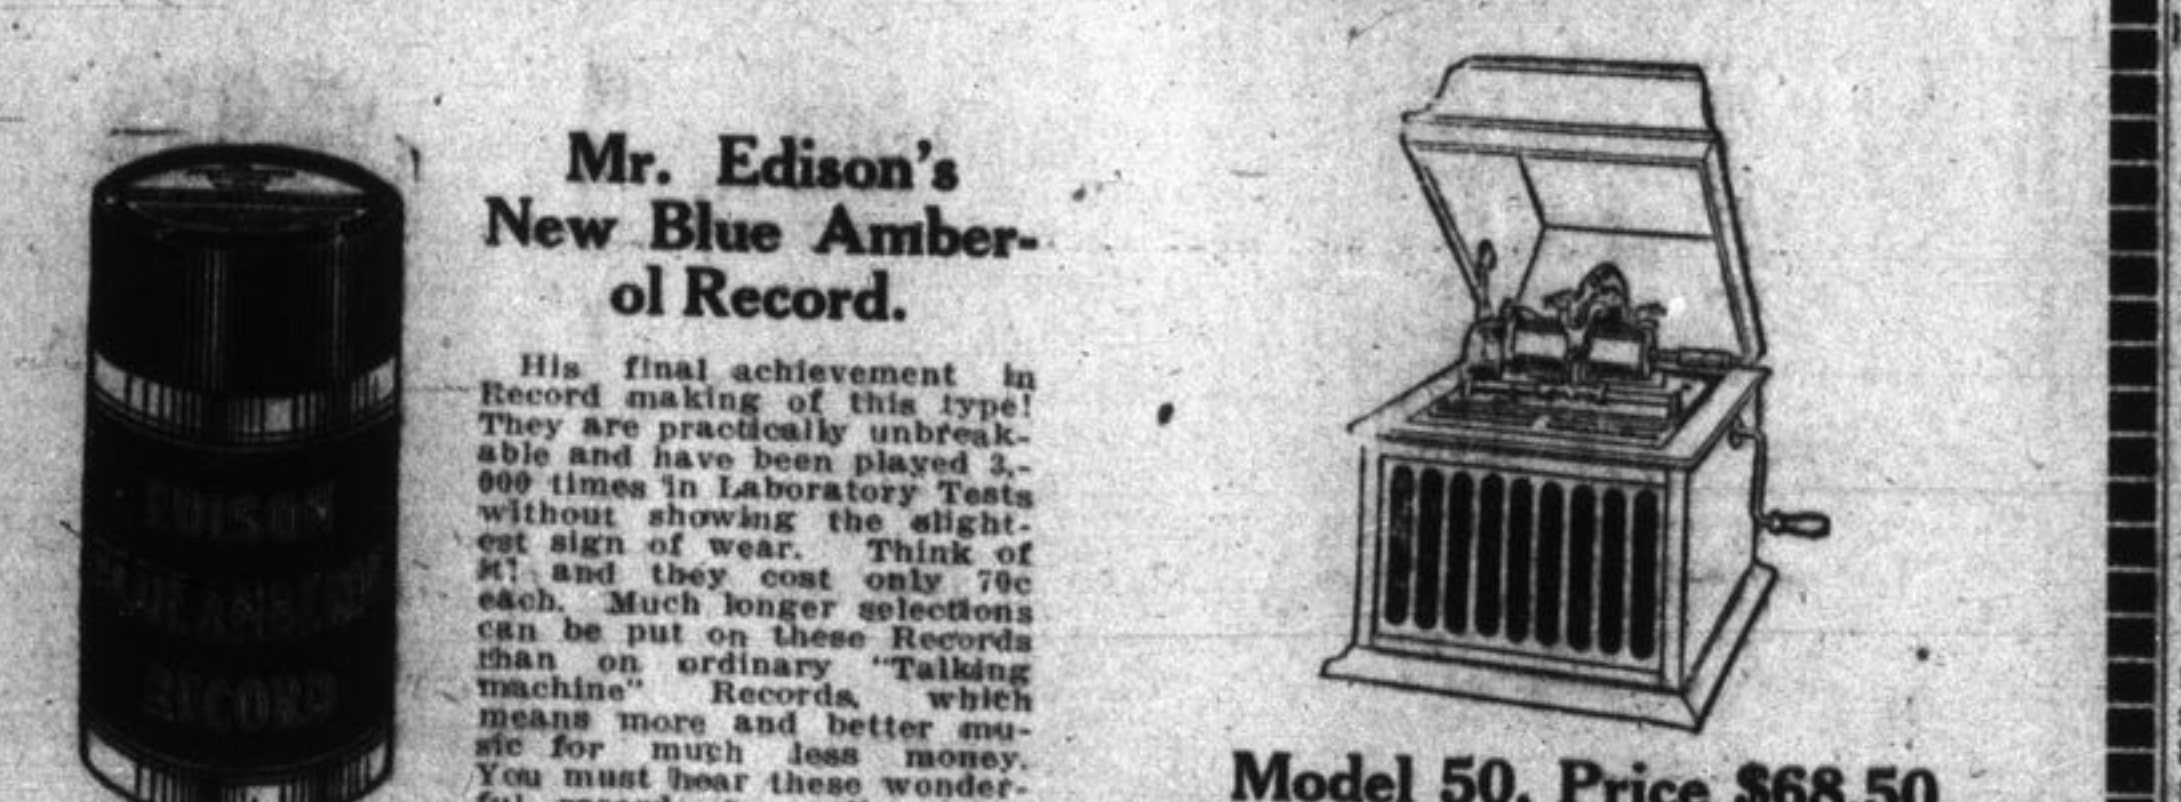 EDISON
BLUE AMBEROL
RECORD
Mr. Edison's
New Blue Amber-
ol Record.
His final achievement in
Record making of this type!
They are practically unbreak-
able and have been played 3,-
000 times in Laboratory Tests
without showing the slight-
est sign of wear. Think of
it! and they cost only 70c
each. Much longer selections
can be put on these Records
than on ordinary "Talking
machine" Records, which
means more and better mu-
sic for much less money.
You must hear these wonder-
Model 50, Price $68.50